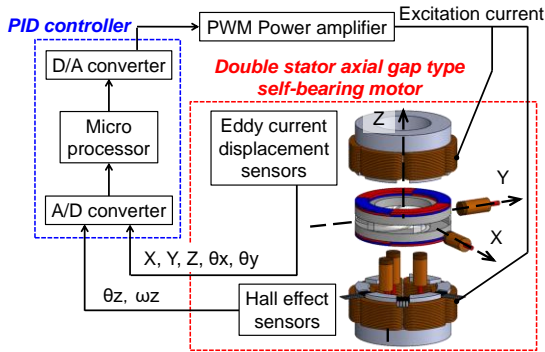 PID controller
PWM Power amplifier
Excitation current
D/A converter
Micro
processor
A/D converter
Double stator axial gap type
self-bearing motor
Eddy current
displacement
sensors
Z
Y
X
X, Y, Z, θx, θy
θz, ωz
Hall effect
sensors